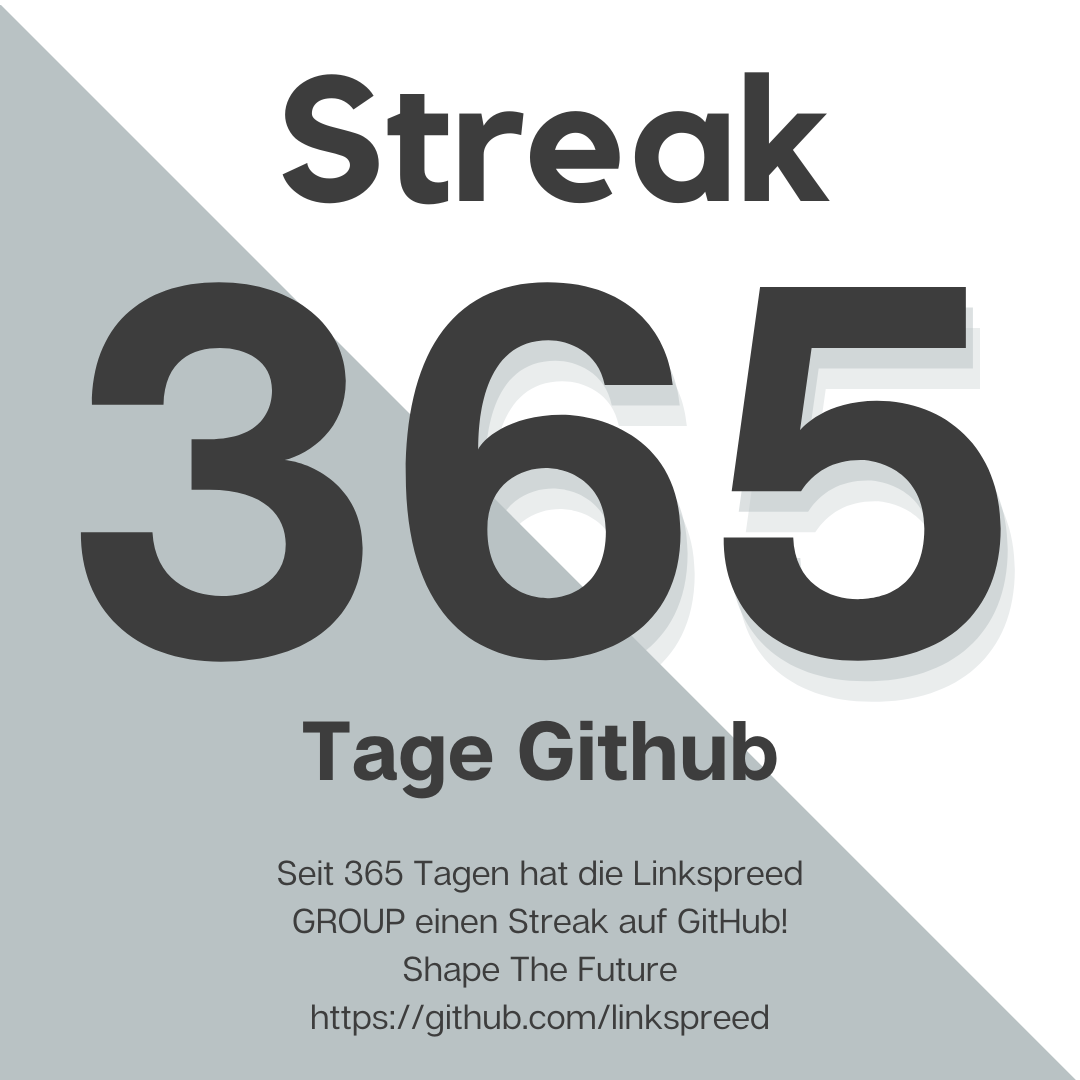 Streak
365
Tage Github
Seit 365 Tagen hat die Linkspreed
GROUP einen Streak auf GitHub!
Shape The Future
https://github.com/linkspreed